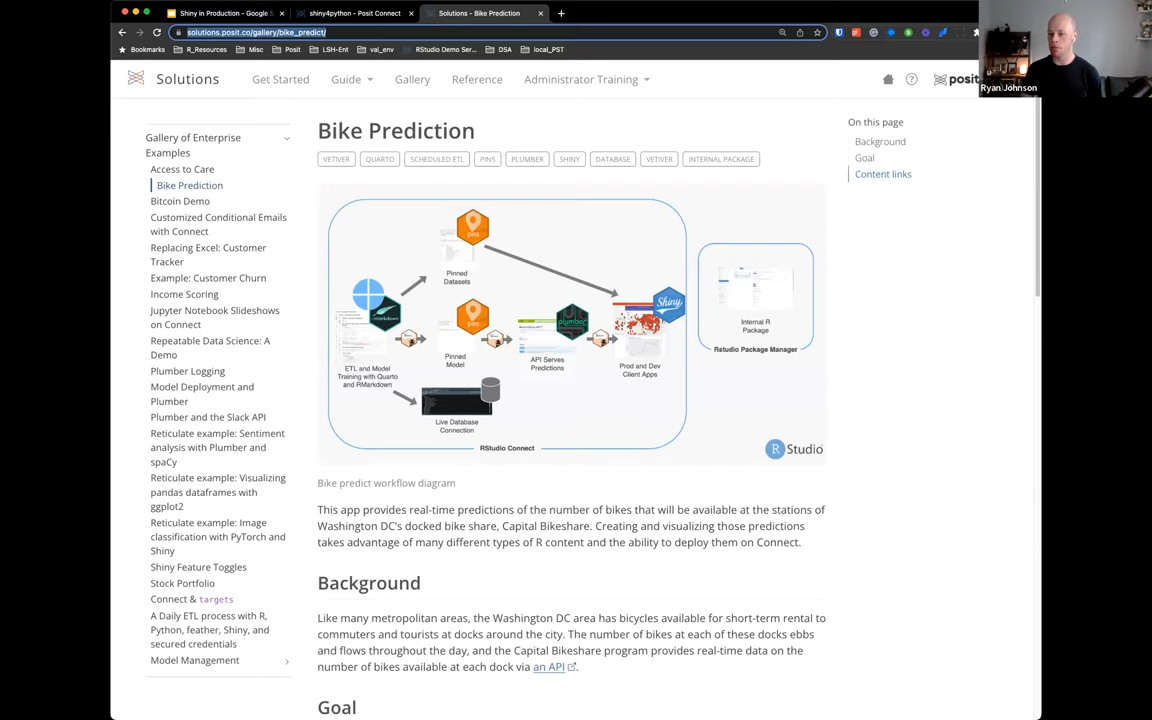 Shiny in Production - Google S
shiny4python - Posit Connect
Solutions - Bike Prediction
solutions.posit.co/gallery/bike_predict/
Bookmarks
R_Resources
Misc
Posit
LSH-Ent
val_env
RStudio Demo Ser...
DSA
local_PST
Ryan Johnson
Solutions
Get Started
Guide
Gallery
Reference
Administrator Training
posit
Gallery of Enterprise
Examples
Access to Care
Bike Prediction
Bitcoin Demo
Customized Conditional Emails
with Connect
Replacing Excel: Customer
Tracker
Example: Customer Churn
Income Scoring
Jupyter Notebook Slideshows
on Connect
Repeatable Data Science: A
Demo
Plumber Logging
Model Deployment and
Plumber
Plumber and the Slack API
Reticulate example: Sentiment
analysis with Plumber and
spaCy
Reticulate example: Visualizing
pandas dataframes with
ggplot2
Reticulate example: Image
classification with PyTorch and
Shiny
Shiny Feature Toggles
Stock Portfolio
Connect & targets
A Daily ETL process with R,
Python, feather, Shiny, and
secured credentials
Model Management
Bike Prediction
VETIVER QUARTO SCHEDULED ETL PINS PLUMBER SHINY DATABASE VETIVER INTERNAL PACKAGE
pins
Pinned
Datasets
rmarkdown
ETL and Model
Training with Quarto
and RMarkdown
pins
Pinned
Model
plumber
API Serves
Predictions
Shiny
Prod and Dev
Client Apps
Live Database
Connection
RStudio Connect
Internal R
Package
Rstudio Package Manager
R Studio
Bike predict workflow diagram
This app provides real-time predictions of the number of bikes that will be available at the stations of
Washington DC's docked bike share, Capital Bikeshare. Creating and visualizing those predictions
takes advantage of many different types of R content and the ability to deploy them on Connect.
Background
Like many metropolitan areas, the Washington DC area has bicycles available for short-term rental to
commuters and tourists at docks around the city. The number of bikes at each of these docks ebbs
and flows throughout the day, and the Capital Bikeshare program provides real-time data on the
number of bikes available at each dock via an API.
Goal
On this page
Background
Goal
Content links